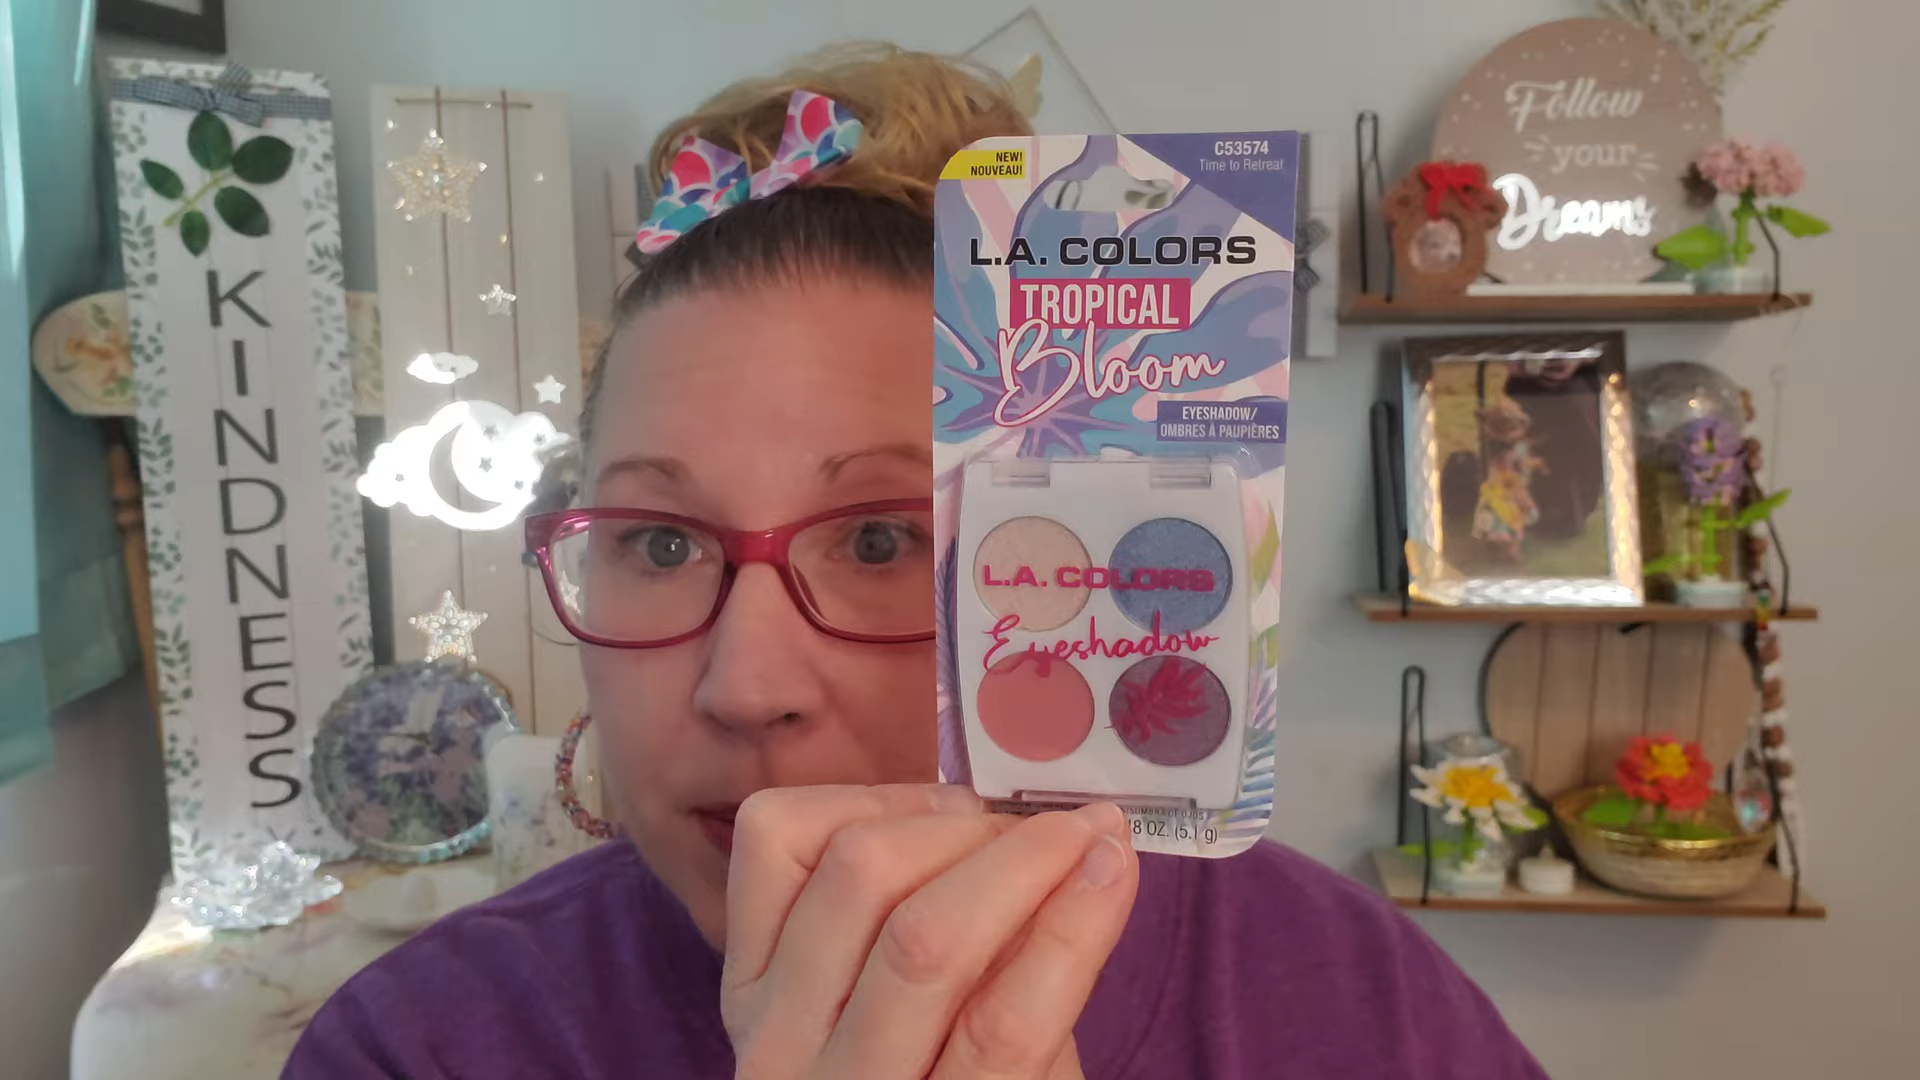 KINDNESS
Follow
your
Dreams
NEW!
NOUVEAU!
C53574
Time to Retreat
L.A. COLORS
TROPICAL
Bloom
EYESHADOW/
OMBRES À PAUPIÈRES
L.A. COLORS
Eyeshadow
18 OZ. (5.1 g)